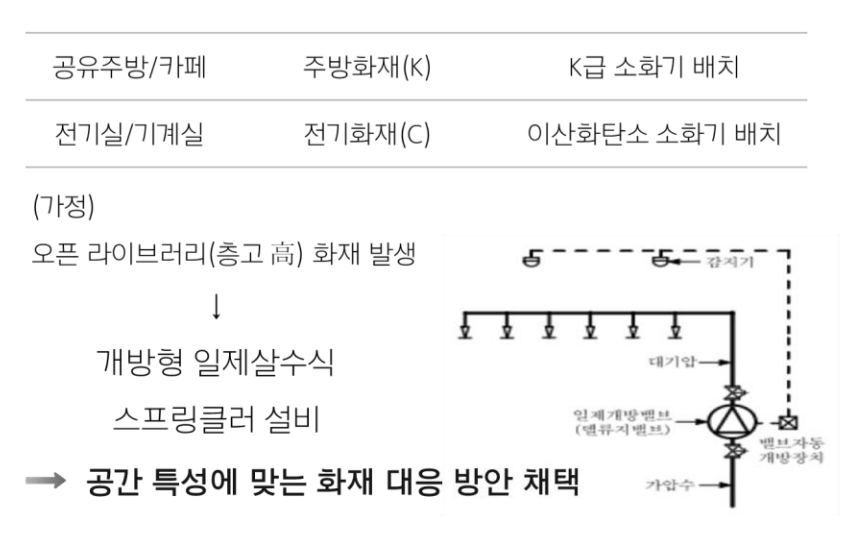 공유주방/카페 주방화재(K) K급 소화기 배치
전기실/기계실 전기화재(C) 이산화탄소 소화기 배치
(가정)
오픈 라이브러리(층고 高) 화재 발생
↓
개방형 일제살수식
스프링클러 설비
→ 공간 특성에 맞는 화재 대응 방안 채택
감지기
대기압
일제개방밸브
(델류지밸브)
밸브자동
개방장치
가압수